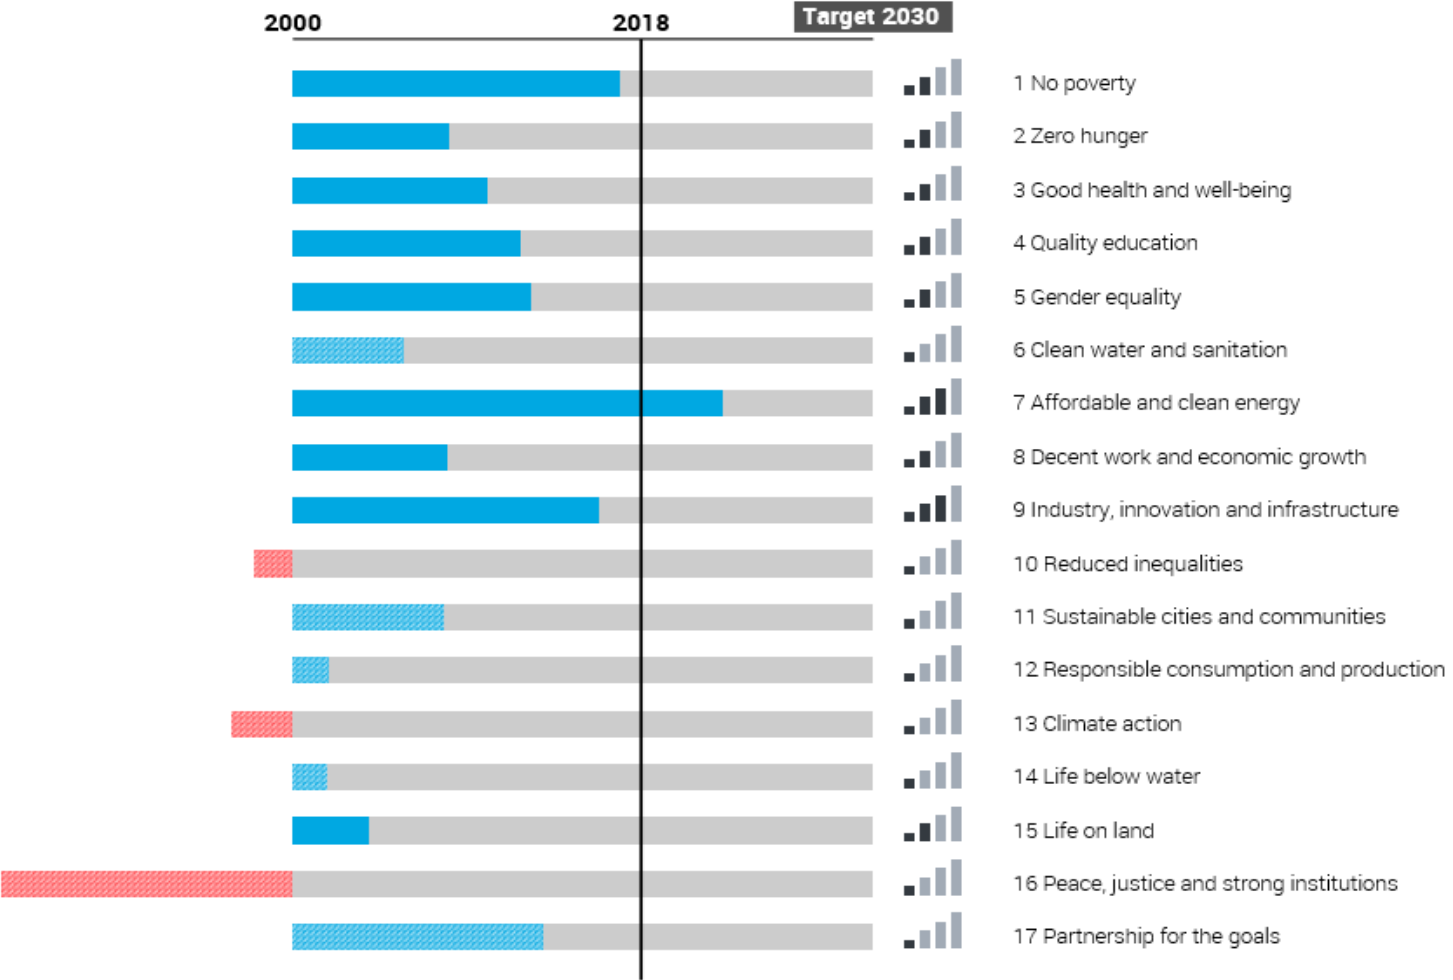 2000 2018 Target 2030
1 No poverty
2 Zero hunger
3 Good health and well-being
4 Quality education
5 Gender equality
6 Clean water and sanitation
7 Affordable and clean energy
8 Decent work and economic growth
9 Industry, innovation and infrastructure
10 Reduced inequalities
11 Sustainable cities and communities
12 Responsible consumption and production
13 Climate action
14 Life below water
15 Life on land
16 Peace, justice and strong institutions
17 Partnership for the goals